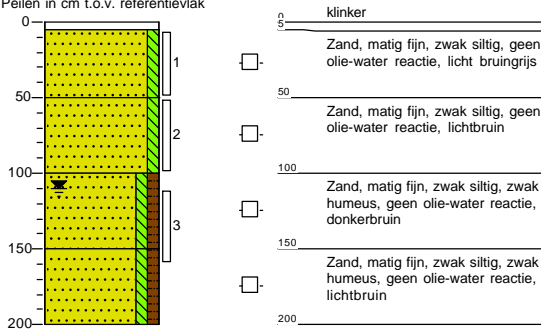 Peilen in cm t.o.v. referentievlak
0
50
100
150
200
1
2
3
0
klinker
5
Zand, matig fijn, zwak siltig, geen
olie-water reactie, licht bruingrijs
50
Zand, matig fijn, zwak siltig, geen
olie-water reactie, lichtbruin
100
Zand, matig fijn, zwak siltig, zwak
humeus, geen olie-water reactie,
donkerbruin
150
Zand, matig fijn, zwak siltig, zwak
humeus, geen olie-water reactie,
lichtbruin
200